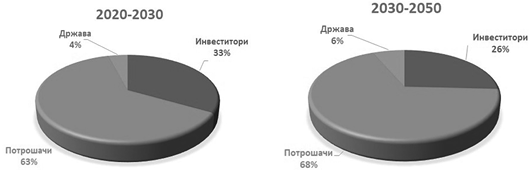 2020-2030
Држава
4%
Инвеститори
33%
Потрошачи
63%
2030-2050
Држава
6%
Инвеститори
26%
Потрошачи
68%